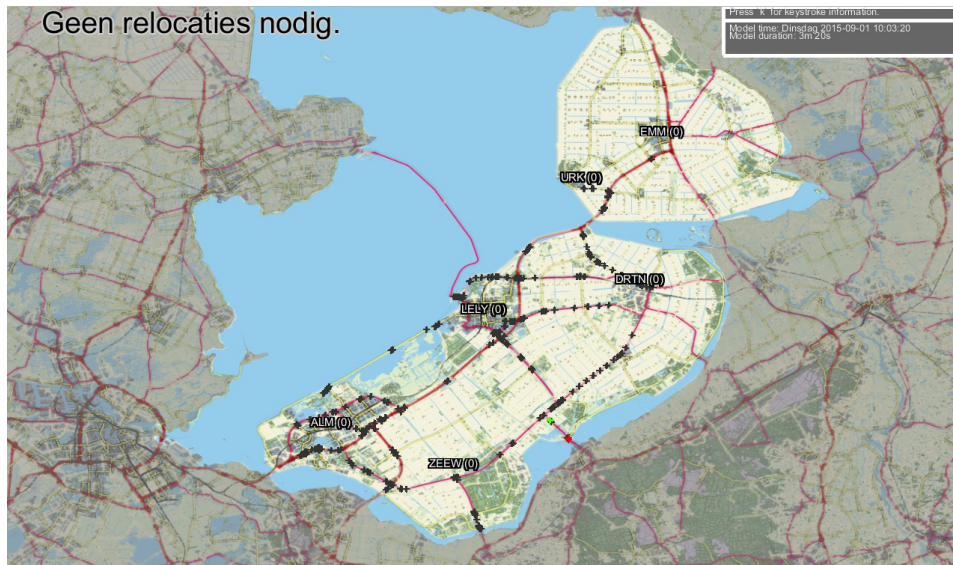 Geen relocaties nodig.
Press 'k' for keystroke information.
Model time: Dinsdag 2015-09-01 10:03:20
Model duration: 3m 20s
EMM (0)
URK (0)
DRTN (0)
LELY (0)
ALM (0)
ZEEW (0)